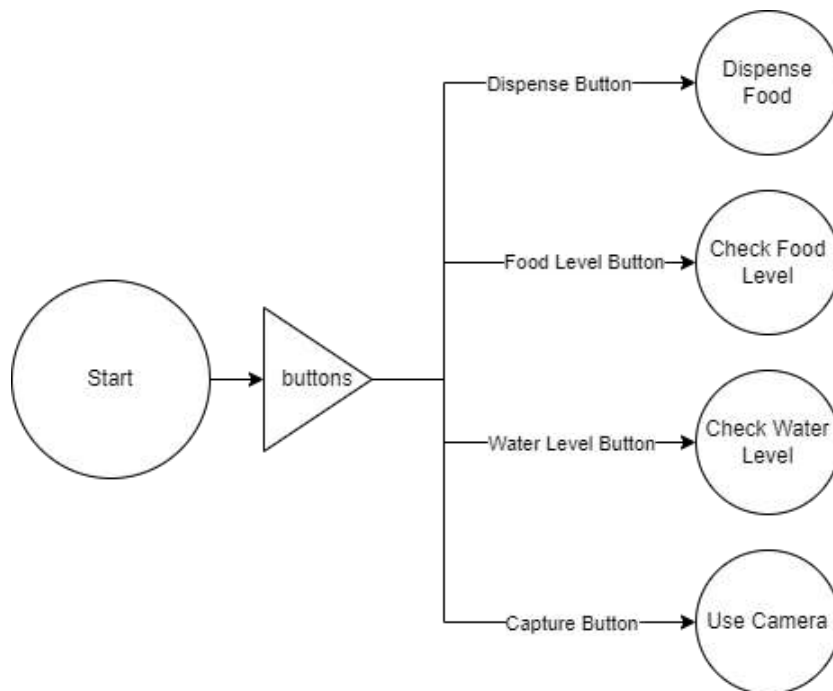 Dispense
Food
Dispense Button
Check Food
Level
Food Level Button
Start
buttons
Check Water
Level
Water Level Button
Use Camera
Capture Button